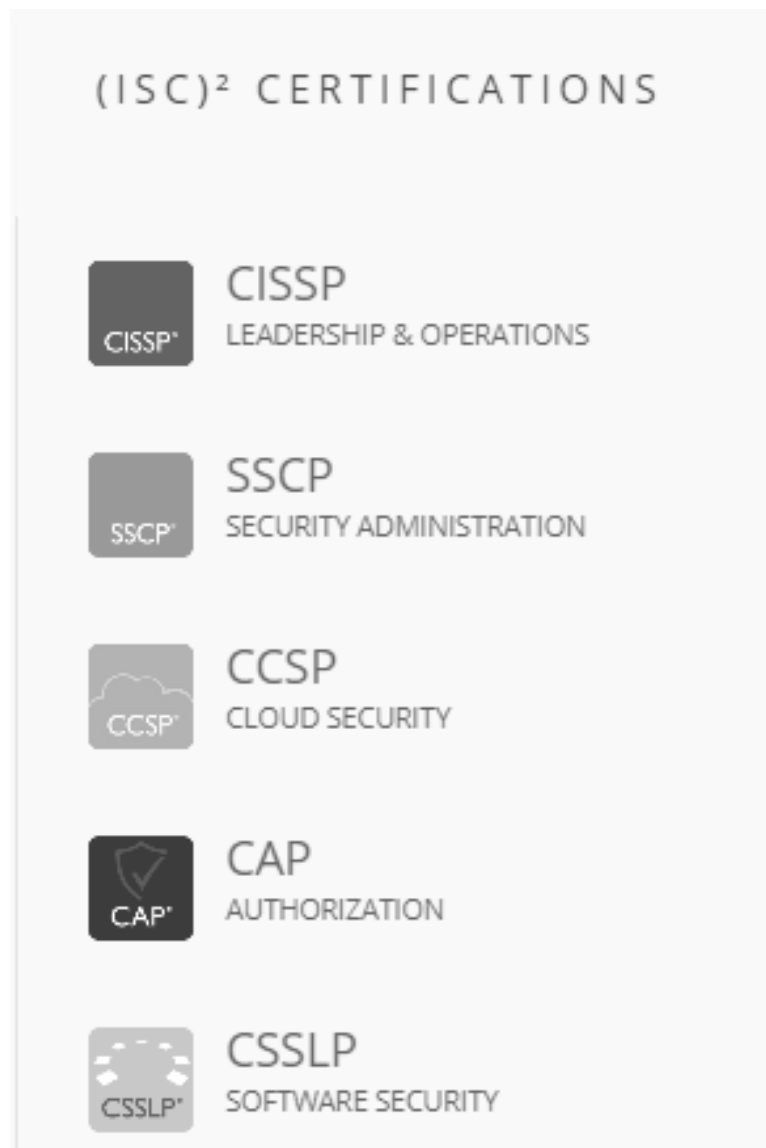 (ISC)² CERTIFICATIONS
CISSP®
CISSP
LEADERSHIP & OPERATIONS
SSCP®
SSCP
SECURITY ADMINISTRATION
CCSP®
CCSP
CLOUD SECURITY
CAP®
CAP
AUTHORIZATION
CSSLP®
CSSLP
SOFTWARE SECURITY